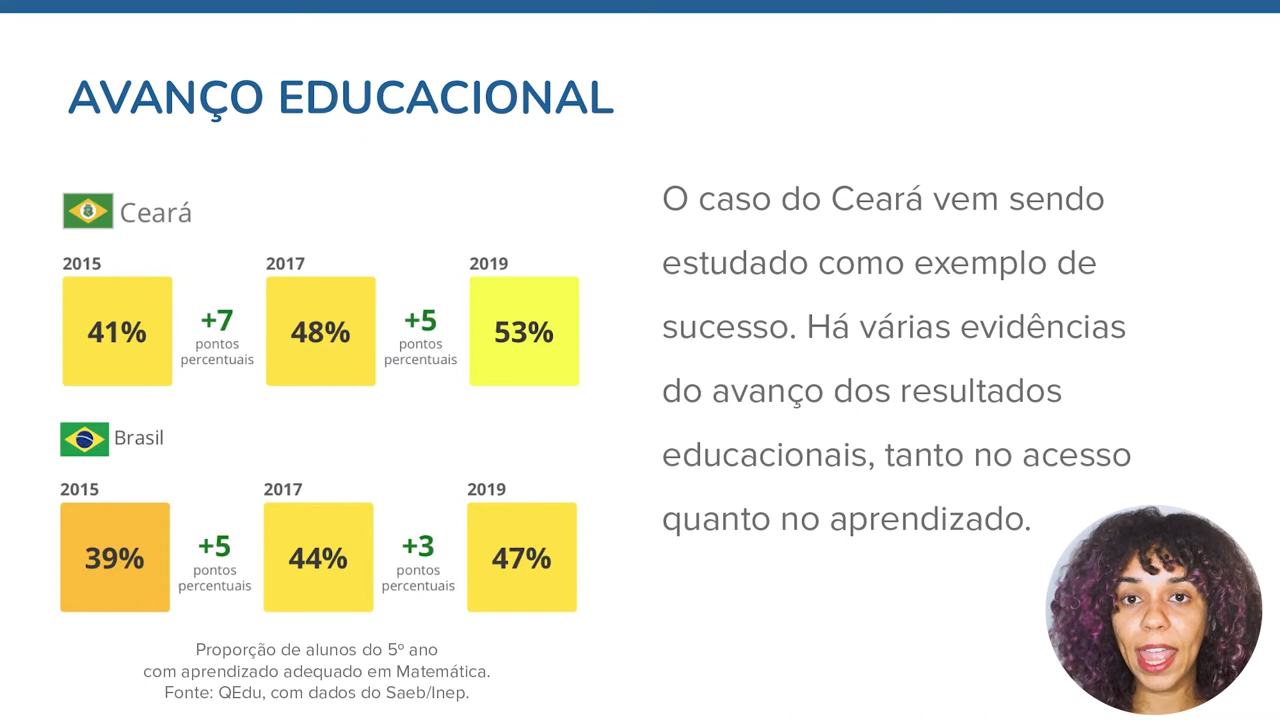 AVANÇO EDUCACIONAL
Ceará
2015 2017 2019
41% +7 pontos percentuais 48% +5 pontos percentuais 53%
Brasil
2015 2017 2019
39% +5 pontos percentuais 44% +3 pontos percentuais 47%
Proporção de alunos do 5º ano
com aprendizado adequado em Matemática.
Fonte: QEdu, com dados do Saeb/Inep.
O caso do Ceará vem sendo
estudado como exemplo de
sucesso. Há várias evidências
do avanço dos resultados
educacionais, tanto no acesso
quanto no aprendizado.